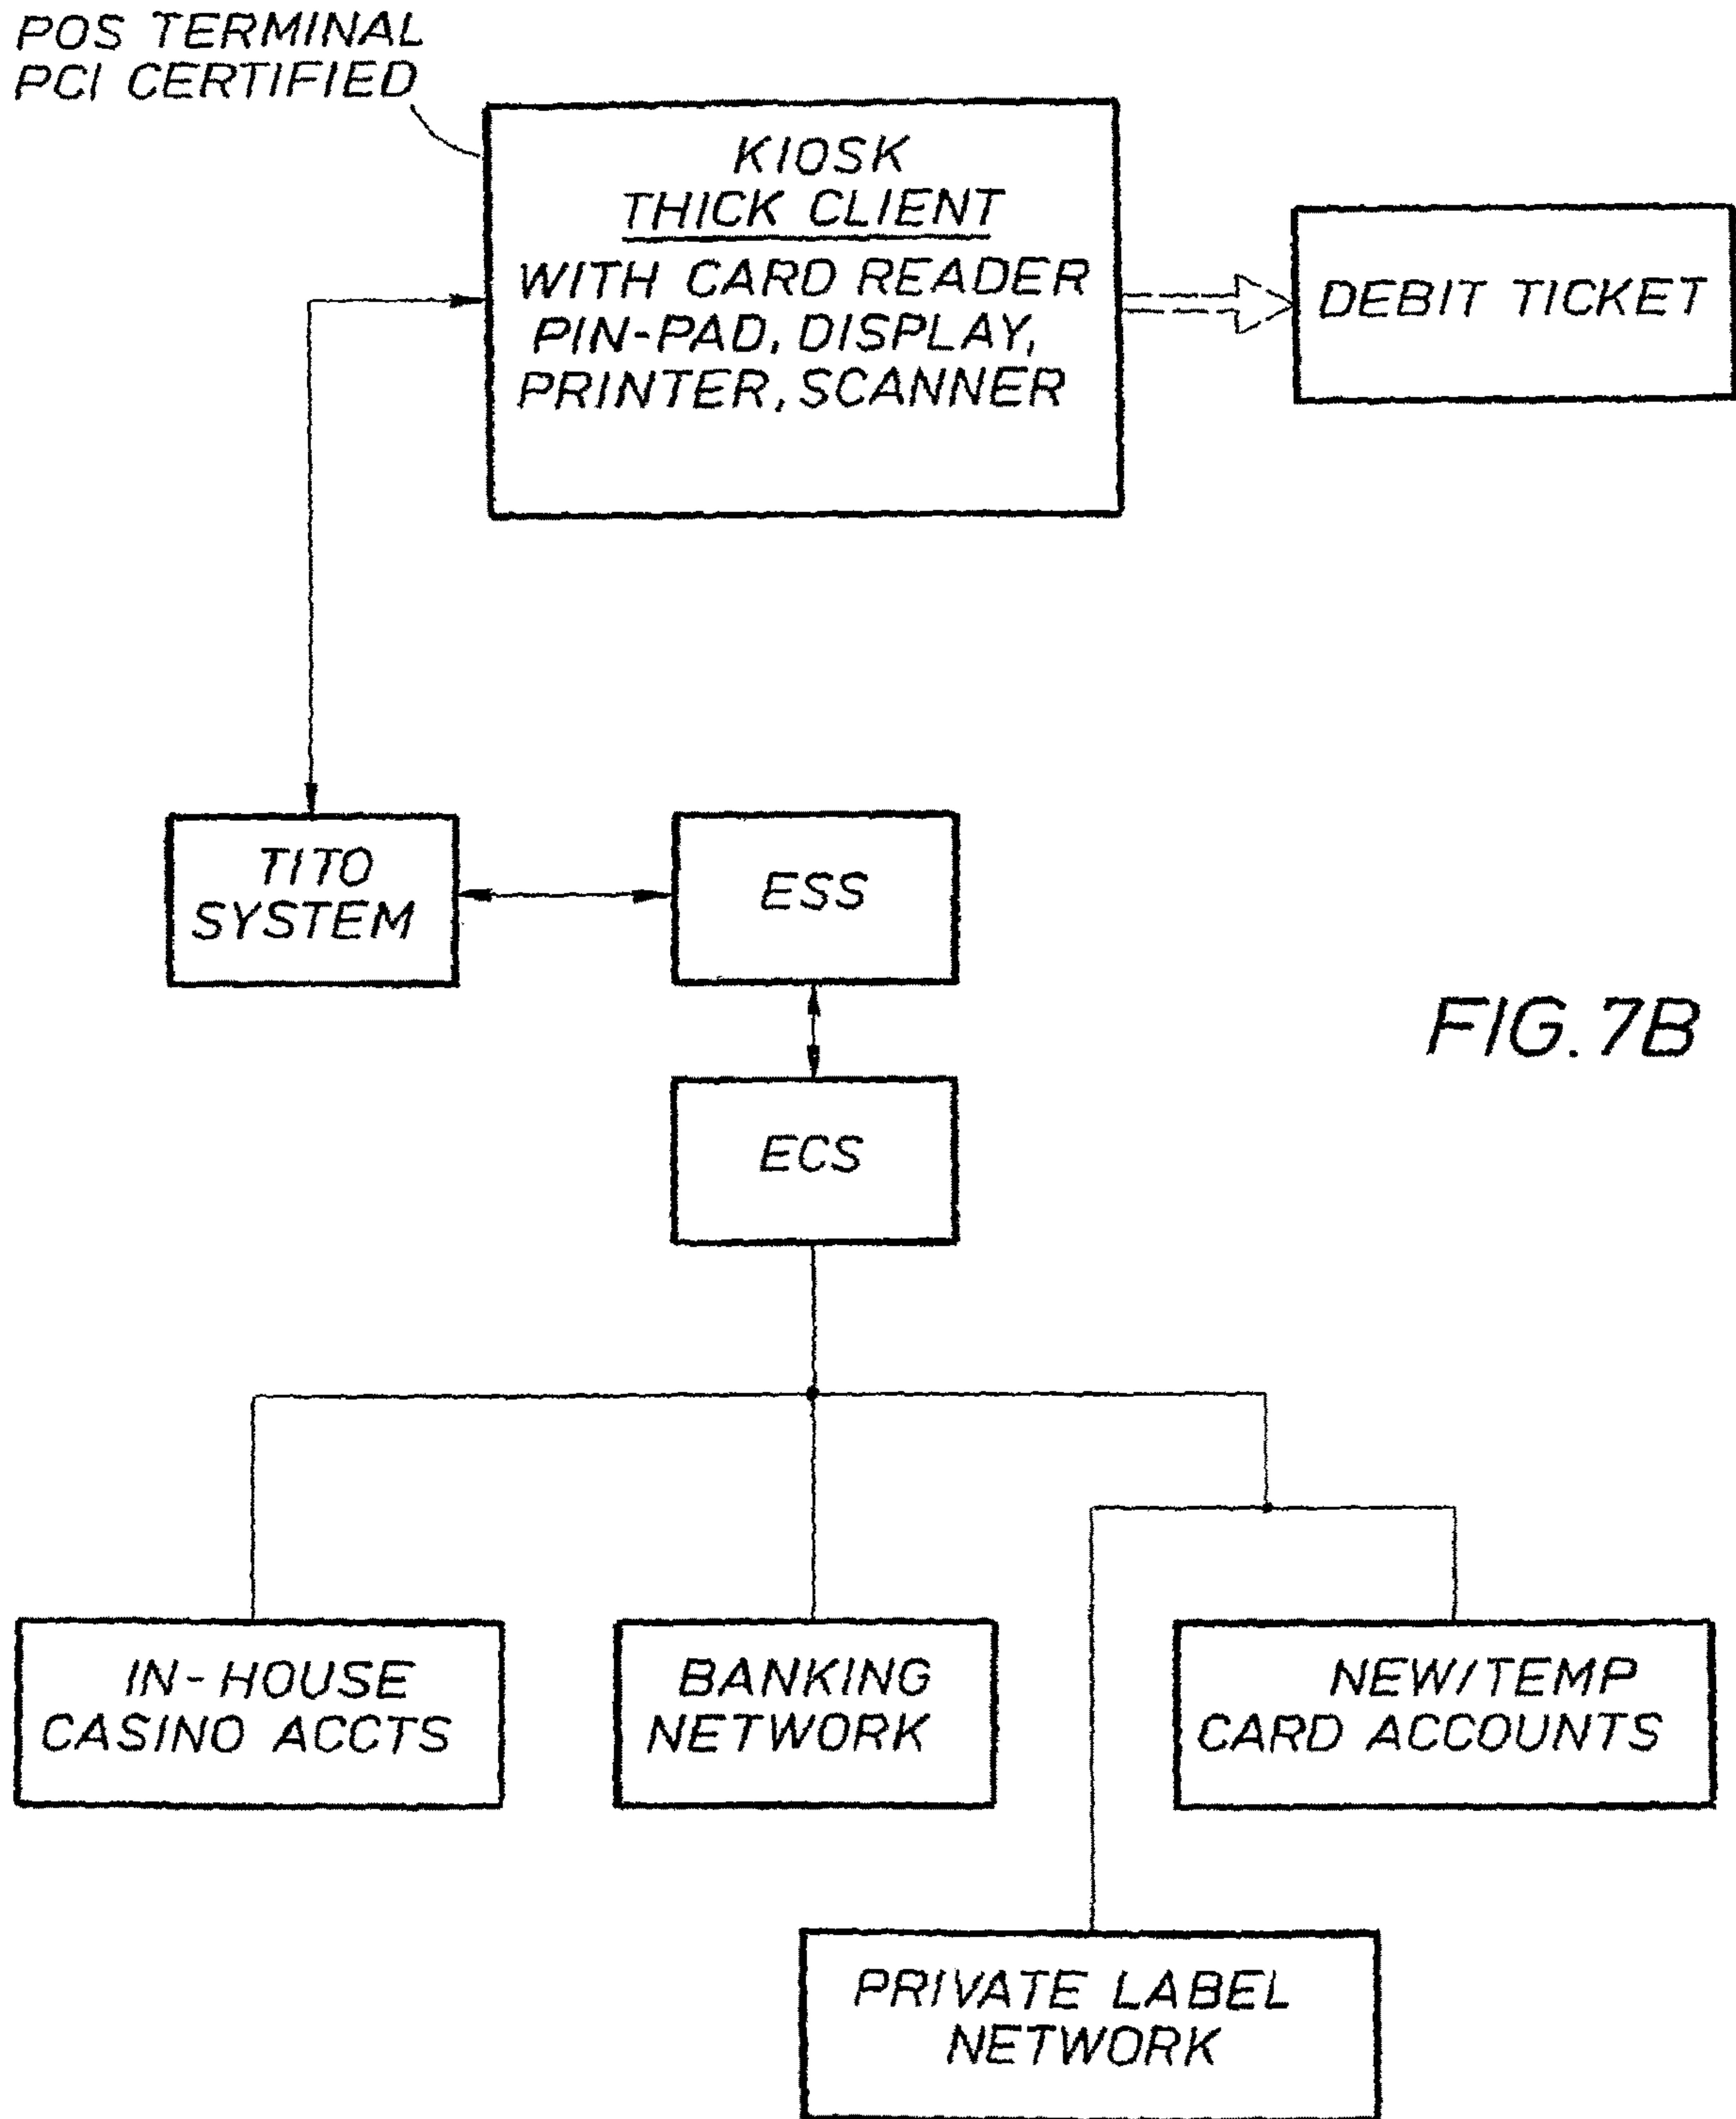 POS TERMINAL
PCI CERTIFIED
KIOSK
THICK CLIENT
WITH CARD READER
PIN-PAD, DISPLAY,
PRINTER, SCANNER
DEBIT TICKET
TITO
SYSTEM
ESS
FIG. 7B
ECS
IN-HOUSE
CASINO ACCTS
BANKING
NETWORK
NEW/TEMP
CARD ACCOUNTS
PRIVATE LABEL
NETWORK